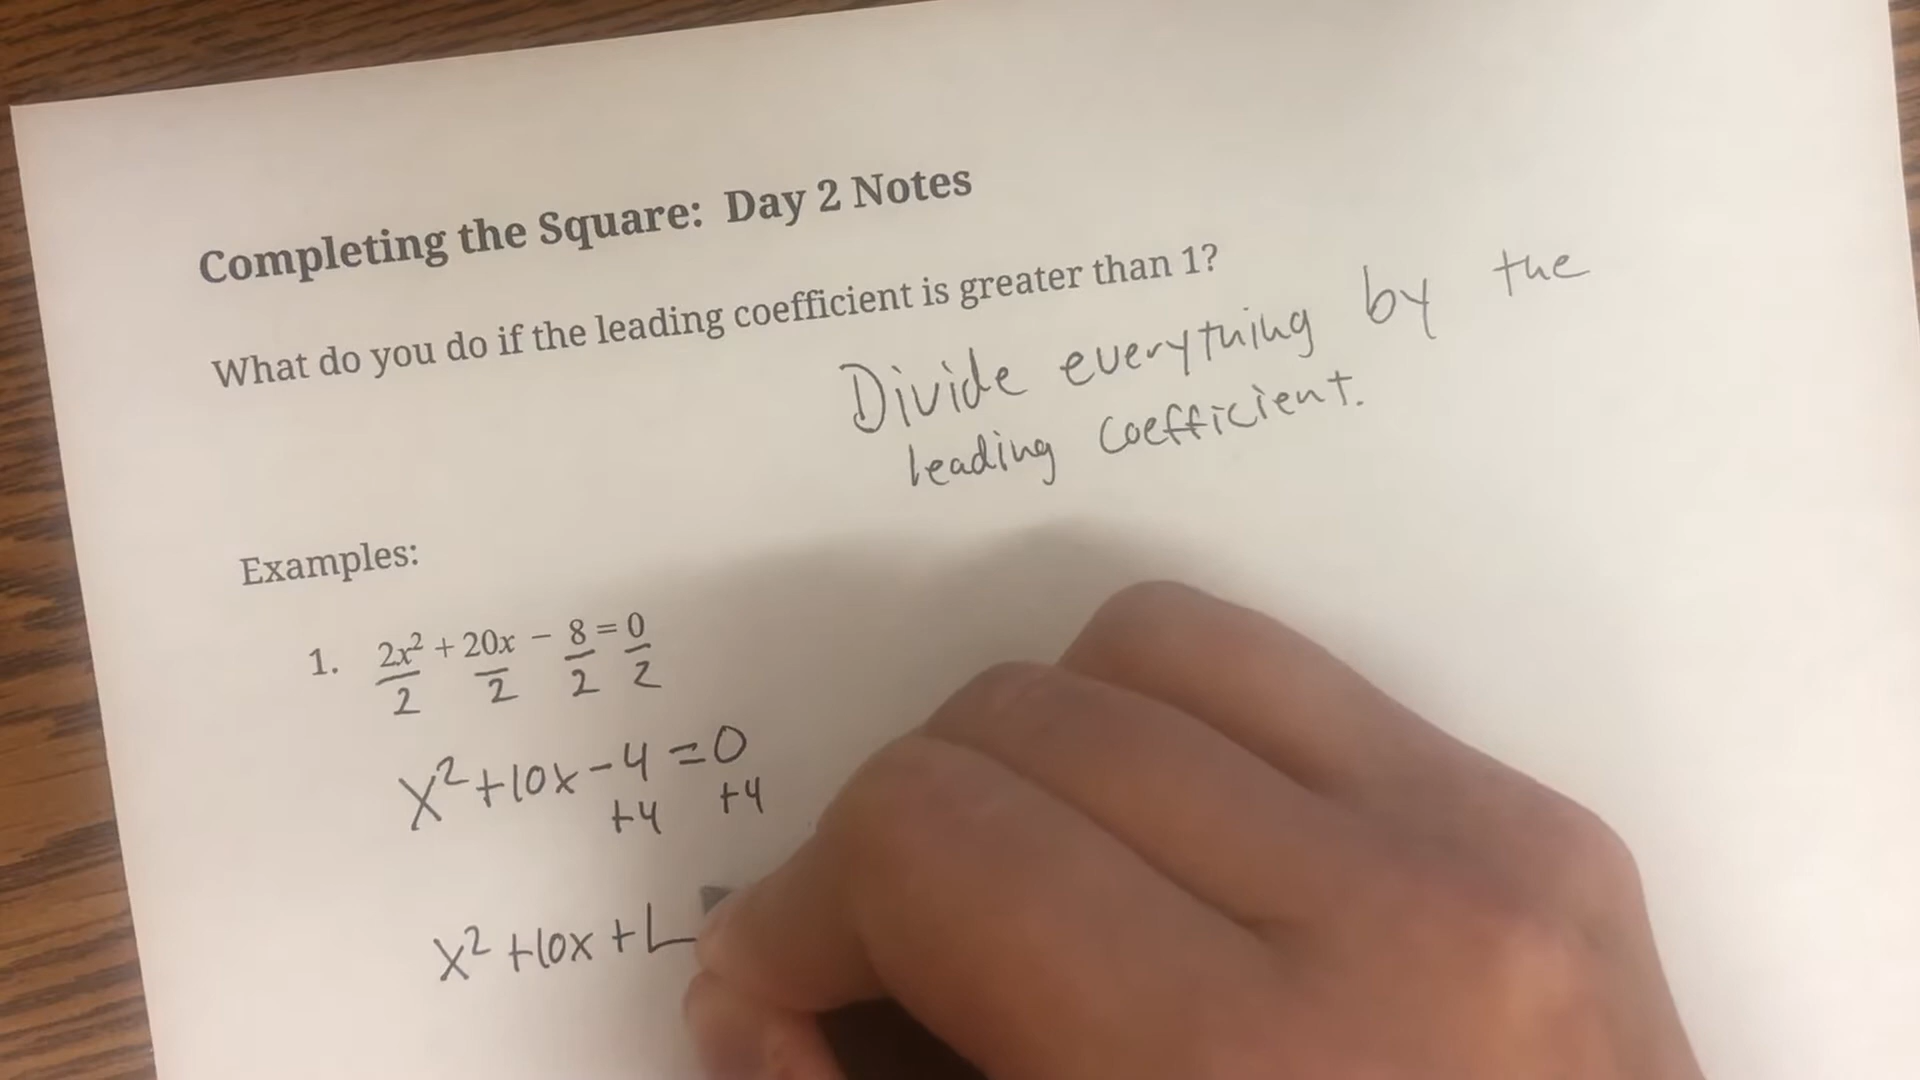 Completing the Square: Day 2 Notes
What do you do if the leading coefficient is greater than 1?
Divide everything by the
leading coefficient.
Examples:
1. 2x² + 20x − 8 = 0
2 2 2 2
x² + 10x − 4 = 0
+4 +4
x² + 10x +